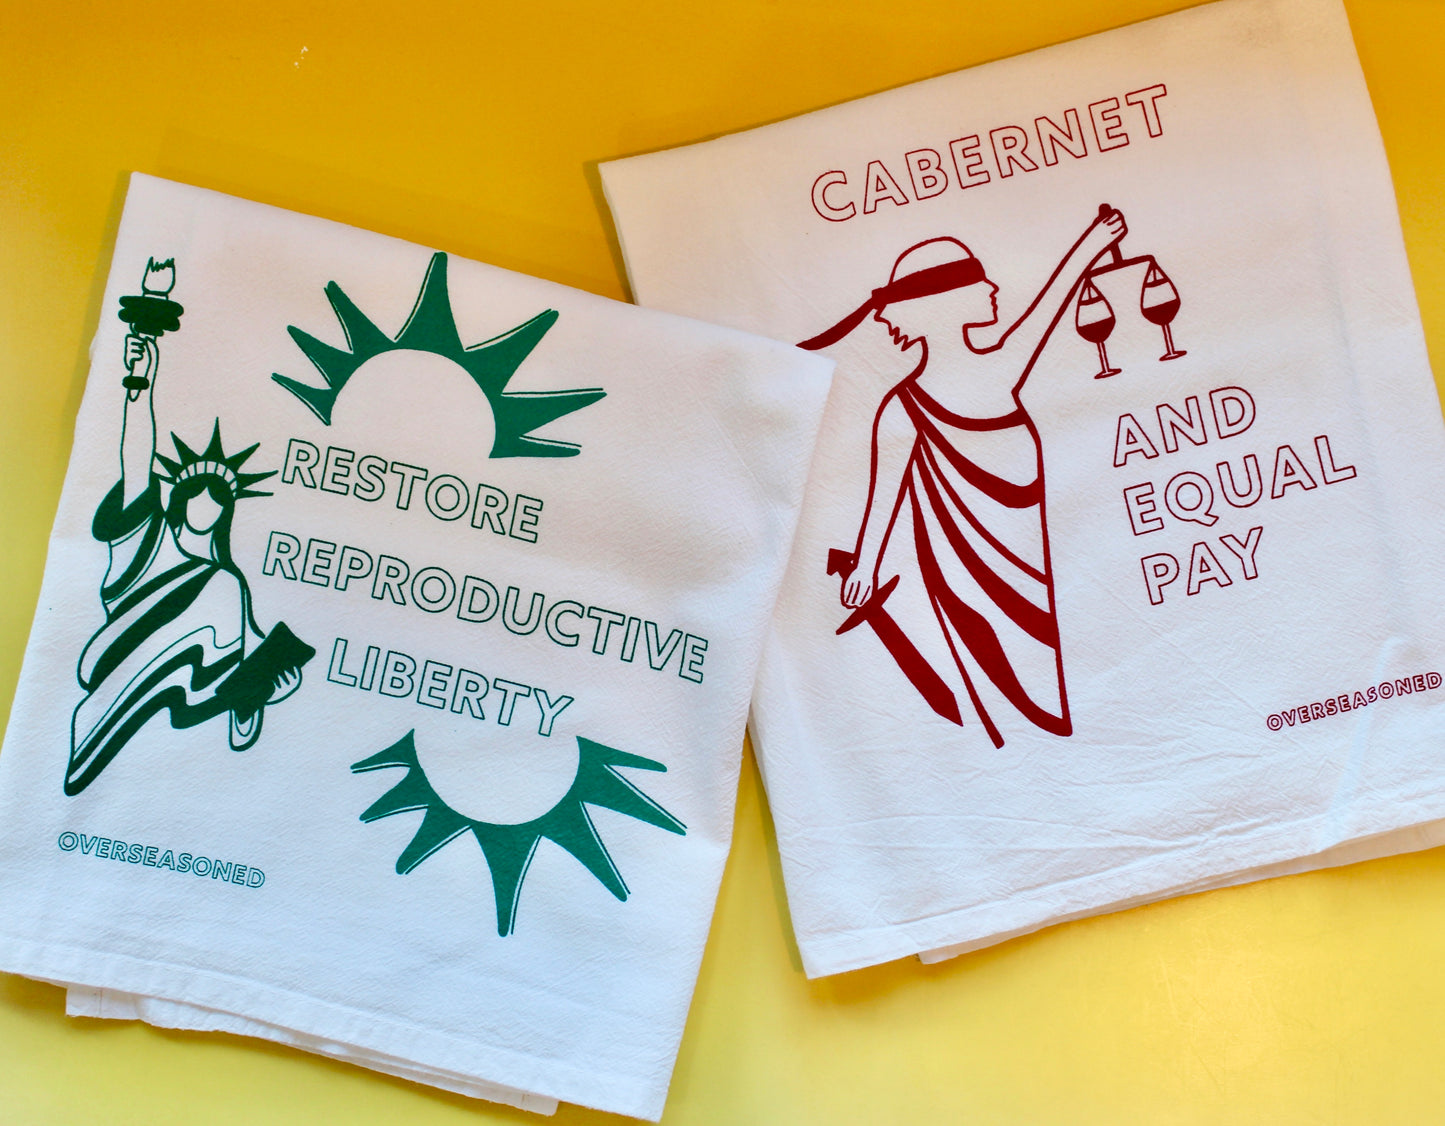 RESTORE
REPRODUCTIVE
LIBERTY
OVERSEASONED
CABERNET
AND
EQUAL
PAY
OVERSEASONED